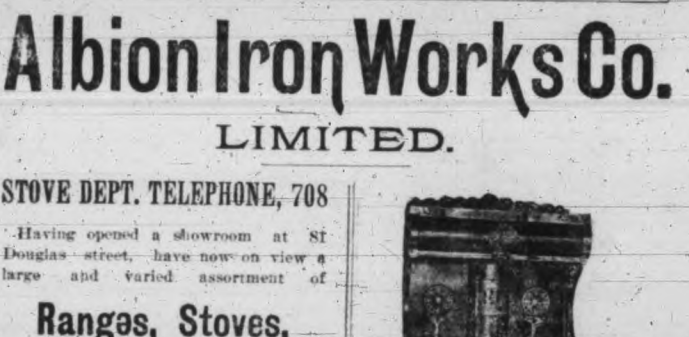 Albion Iron Works Co.
LIMITED.
STOVE DEPT. TELEPHONE, 708
Having opened a showroom at 81
Douglas street, have now on view a
large and varied assortment of
Ranges, Stoves,